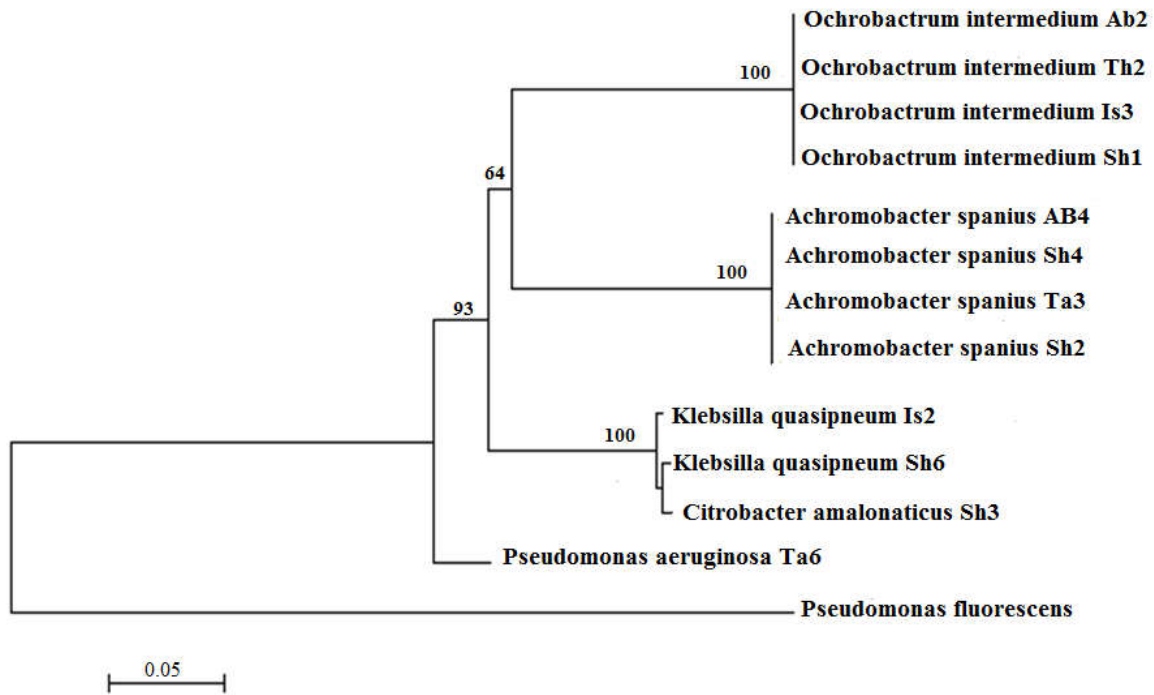 Ochrobactrum intermedium Ab2
100
Ochrobactrum intermedium Th2
Ochrobactrum intermedium Is3
Ochrobactrum intermedium Sh1
64
Achromobacter spanius AB4
Achromobacter spanius Sh4
100
Achromobacter spanius Ta3
93
Achromobacter spanius Sh2
Klebsilla quasipneum Is2
100
Klebsilla quasipneum Sh6
Citrobacter amalonaticus Sh3
Pseudomonas aeruginosa Ta6
Pseudomonas fluorescens
0.05